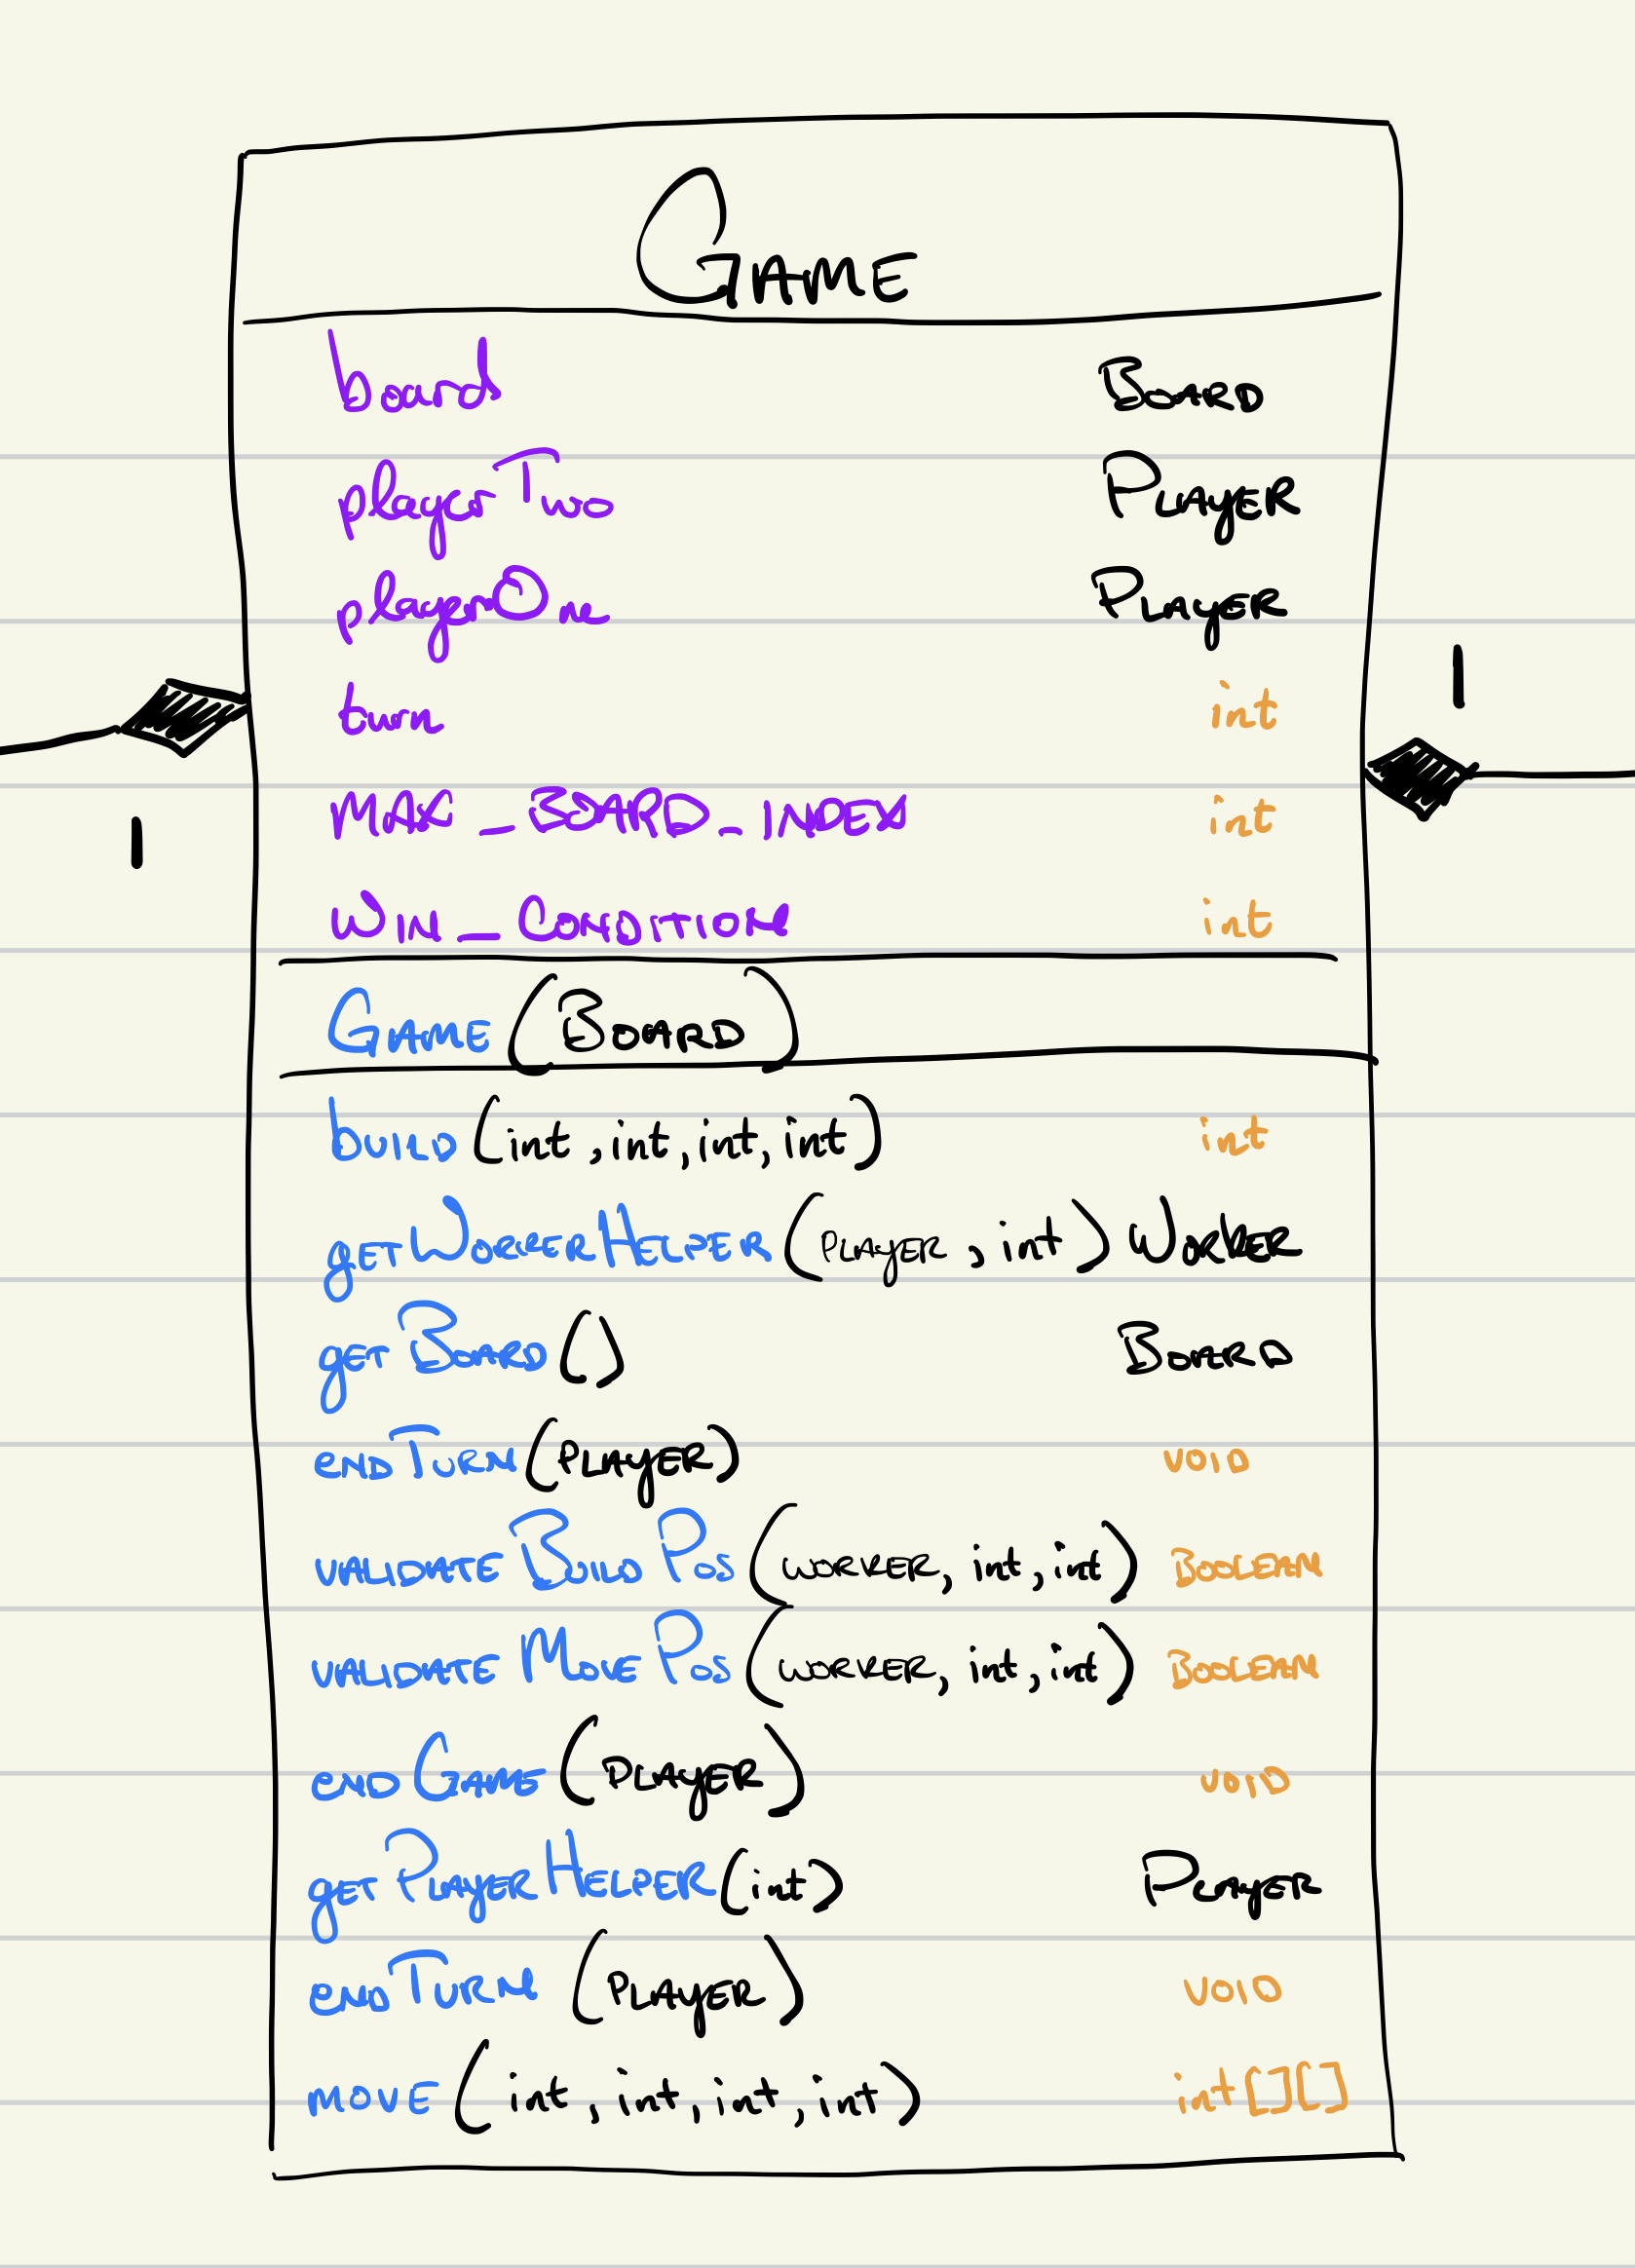 GAME
board Board
playerTwo Player
playerOne Player
turn int
1
MAX_BOARD_INDEX int
1
WIN_CONDITION int
GAME (BOARD)
build (int, int, int, int) int
getWorkerHelper (Player, int) Worker
getBoard () Board
endTurn (Player) void
validateBuildPos (Worker, int, int) Boolean
validateMovePos (Worker, int, int) Boolean
endGame (Player) void
getPlayerHelper (int) Player
endTurn (Player) void
move (int, int, int, int) int[][]